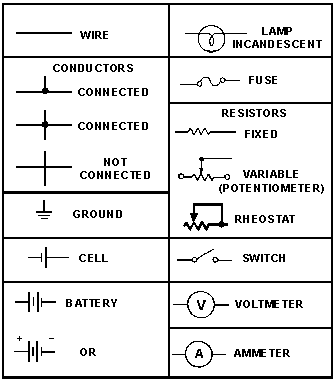 WIRE
CONDUCTORS
CONNECTED
CONNECTED
NOT
CONNECTED
GROUND
CELL
BATTERY
+ −
OR
LAMP
INCANDESCENT
FUSE
RESISTORS
FIXED
VARIABLE
(POTENTIOMETER)
RHEOSTAT
SWITCH
V VOLTMETER
A AMMETER